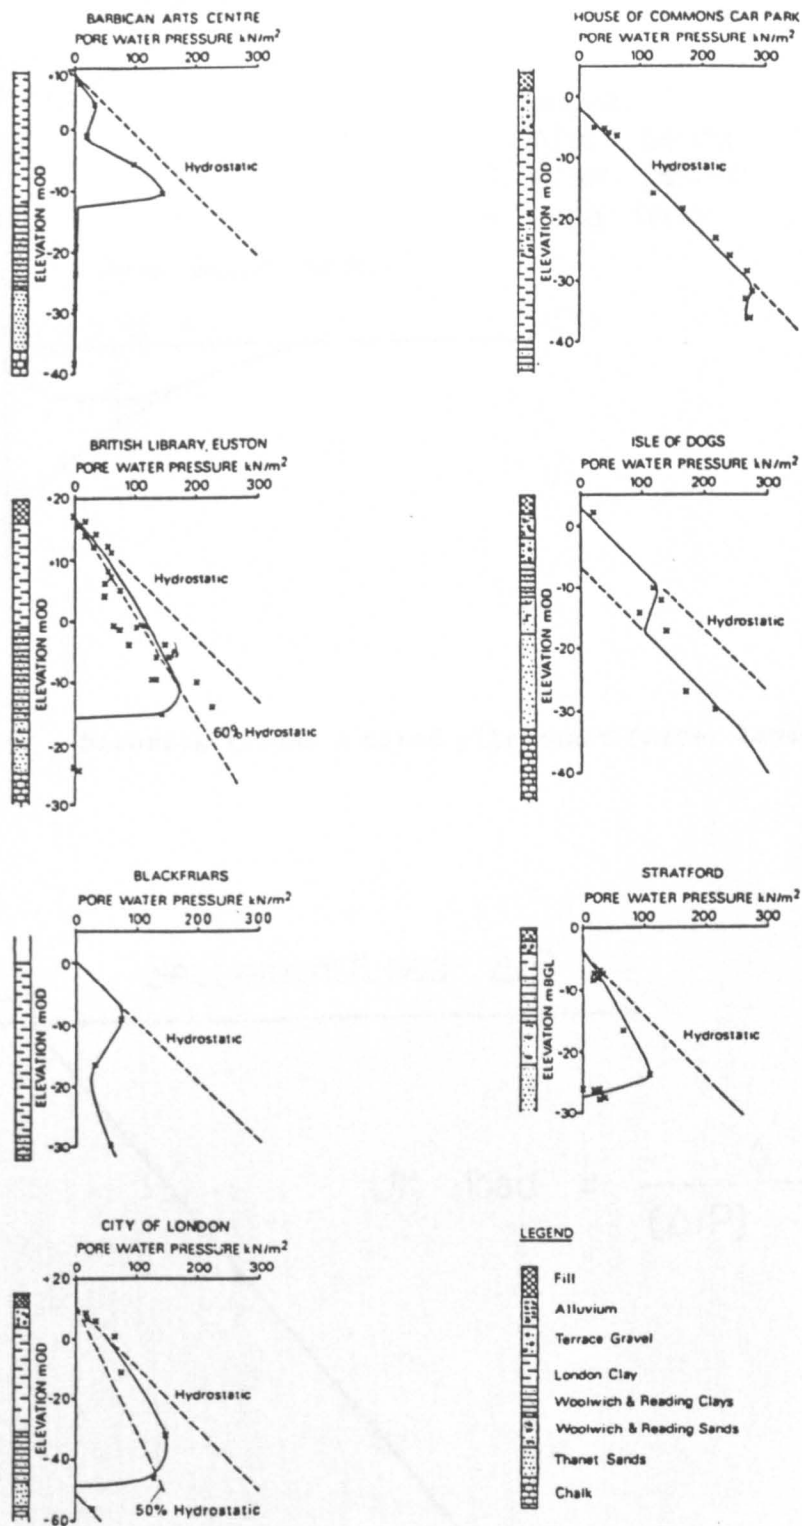 BARBICAN ARTS CENTRE
PORE WATER PRESSURE kN/m²
0 100 200 300
+10
0
-10
-20
-30
-40
ELEVATION mOD
Hydrostatic
HOUSE OF COMMONS CAR PARK
PORE WATER PRESSURE kN/m²
0 100 200 300
0
-10
-20
-30
-40
ELEVATION mOD
Hydrostatic
BRITISH LIBRARY, EUSTON
PORE WATER PRESSURE kN/m²
0 100 200 300
+20
+10
0
-10
-20
-30
ELEVATION mOD
Hydrostatic
60% Hydrostatic
ISLE OF DOGS
PORE WATER PRESSURE kN/m²
0 100 200 300
0
-10
-20
-30
-40
ELEVATION mOD
Hydrostatic
BLACKFRIARS
PORE WATER PRESSURE kN/m²
0 100 200 300
0
-10
-20
-30
ELEVATION mOD
Hydrostatic
STRATFORD
PORE WATER PRESSURE kN/m²
0 100 200 300
0
-10
-20
-30
ELEVATION mBGL
Hydrostatic
CITY OF LONDON
PORE WATER PRESSURE kN/m²
0 100 200 300
+20
0
-20
-40
-60
ELEVATION mOD
Hydrostatic
50% Hydrostatic
LEGEND
Fill
Alluvium
Terrace Gravel
London Clay
Woolwich & Reading Clays
Woolwich & Reading Sands
Thanet Sands
Chalk